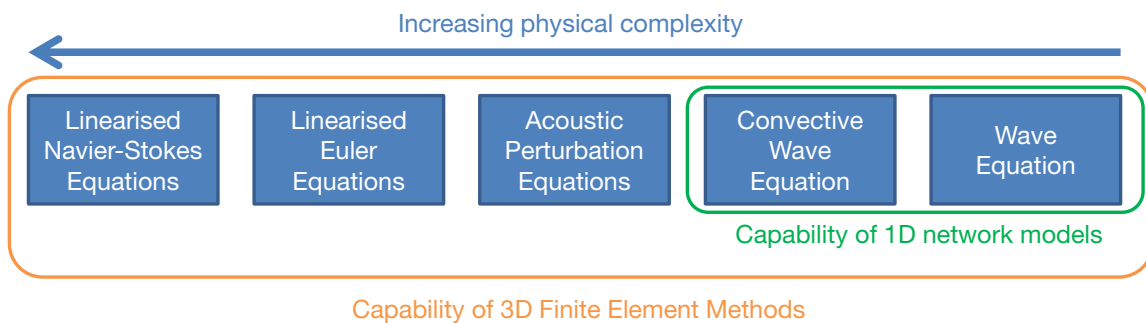 Increasing physical complexity
Linearised
Navier-Stokes
Equations
Linearised
Euler
Equations
Acoustic
Perturbation
Equations
Convective
Wave
Equation
Wave
Equation
Capability of 1D network models
Capability of 3D Finite Element Methods